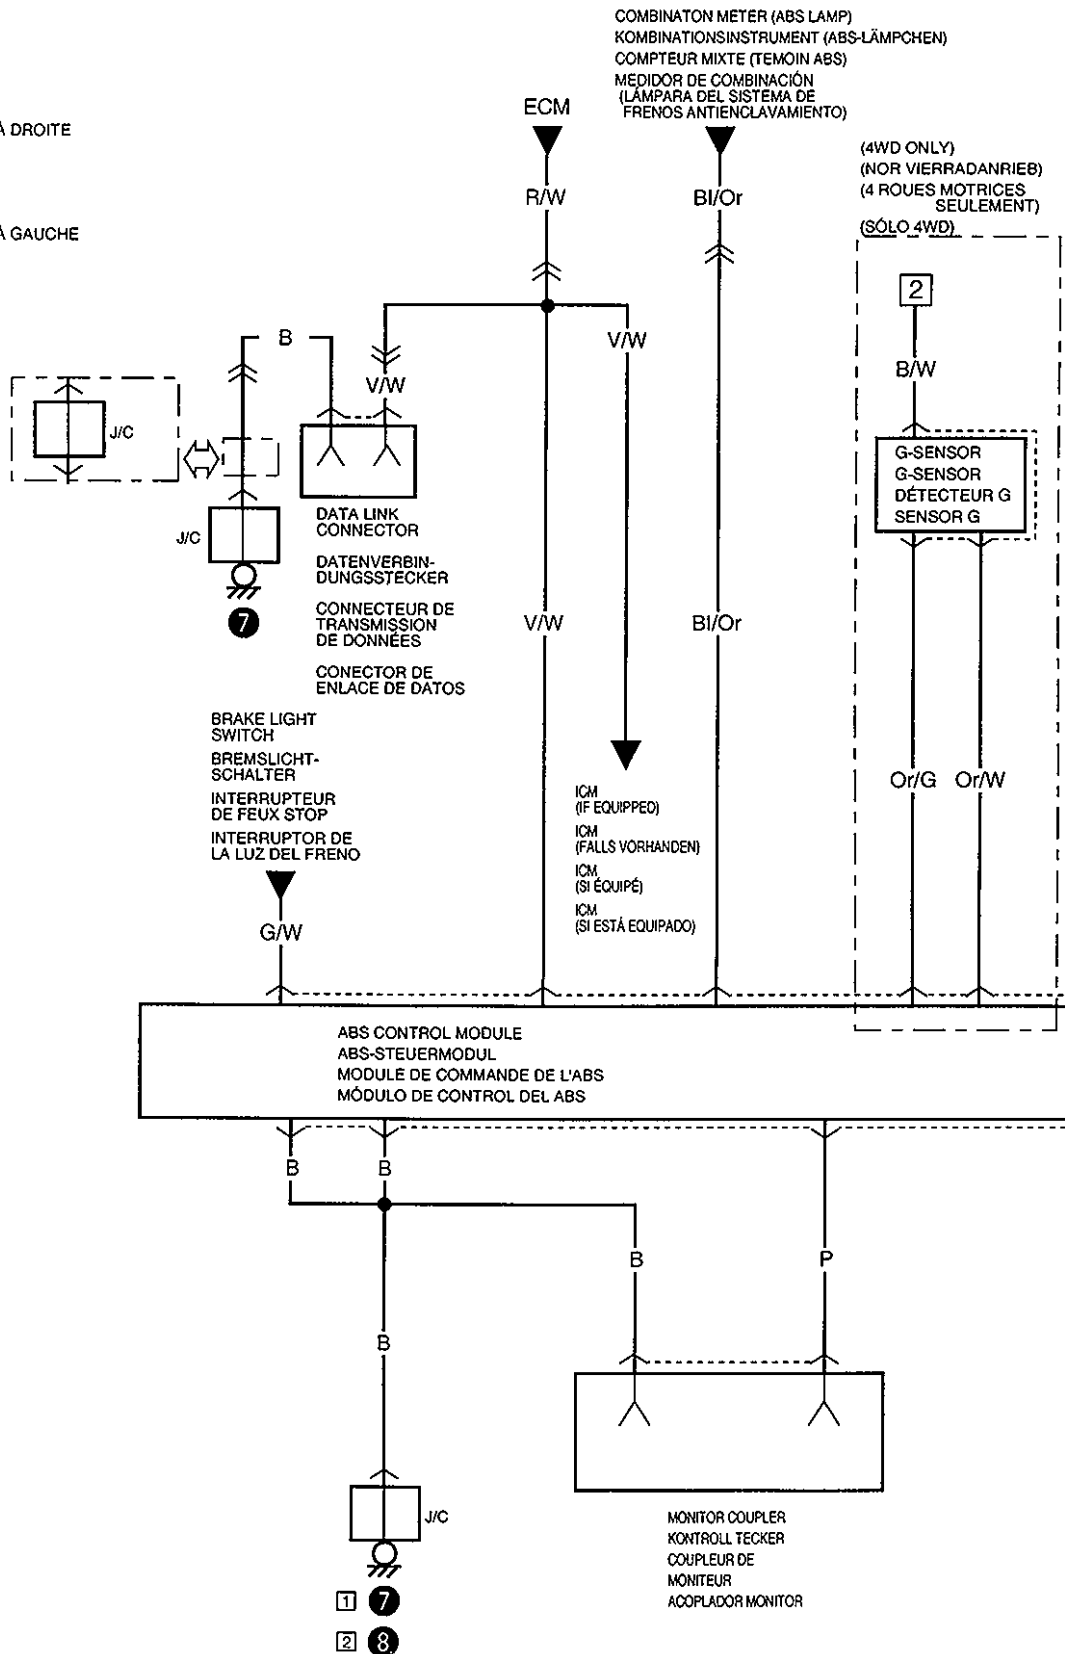 COMBINATON METER (ABS LAMP)
KOMBINATIONSINSTRUMENT (ABS-LÄMPCHEN)
COMPTEUR MIXTE (TEMOIN ABS)
MEDIDOR DE COMBINACIÓN
(LÁMPARA DEL SISTEMA DE
FRENOS ANTIENCLAVAMIENTO)
ECM
À DROITE
(4WD ONLY)
(NOR VIERRADANRIEB)
(4 ROUES MOTRICES
SEULEMENT)
(SÓLO 4WD)
R/W
Bl/Or
À GAUCHE
2
B
V/W
V/W
B/W
J/C
G-SENSOR
G-SENSOR
DÉTECTEUR G
SENSOR G
J/C
DATA LINK
CONNECTOR
DATENVERBIN-
DUNGSSTECKER
CONNECTEUR DE
TRANSMISSION
DE DONNÉES
CONECTOR DE
ENLACE DE DATOS
7
V/W
Bl/Or
BRAKE LIGHT
SWITCH
BREMSLICHT-
SCHALTER
INTERRUPTEUR
DE FEUX STOP
INTERRUPTOR DE
LA LUZ DEL FRENO
Or/G Or/W
ICM
(IF EQUIPPED)
ICM
(FALLS VORHANDEN)
ICM
(SI ÉQUIPÉ)
ICM
(SI ESTÁ EQUIPADO)
G/W
ABS CONTROL MODULE
ABS-STEUERMODUL
MODULE DE COMMANDE DE L'ABS
MÓDULO DE CONTROL DEL ABS
B B
B P
B
J/C
MONITOR COUPLER
KONTROLL TECKER
COUPLEUR DE
MONITEUR
ACOPLADOR MONITOR
1 7
2 8